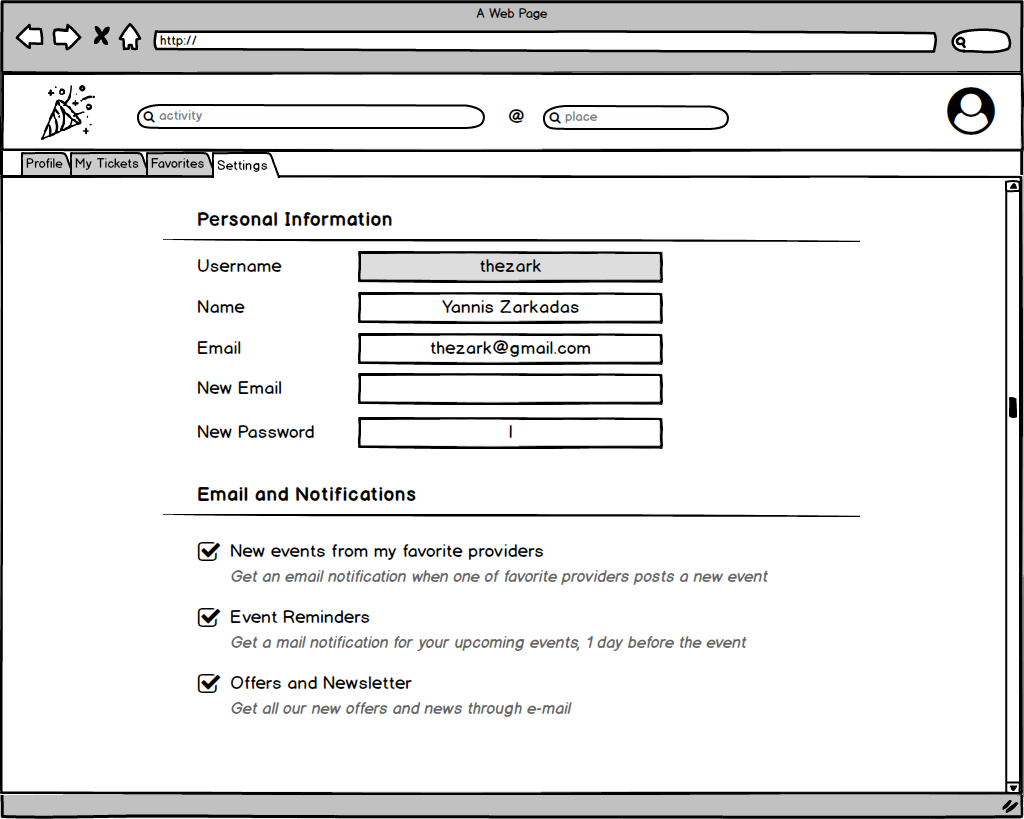 A Web Page
http://
activity @ place
Profile My Tickets Favorites Settings
Personal Information
Username thezark
Name Yannis Zarkadas
Email thezark@gmail.com
New Email
New Password |
Email and Notifications
New events from my favorite providers
Get an email notification when one of favorite providers posts a new event
Event Reminders
Get a mail notification for your upcoming events, 1 day before the event
Offers and Newsletter
Get all our new offers and news through e-mail